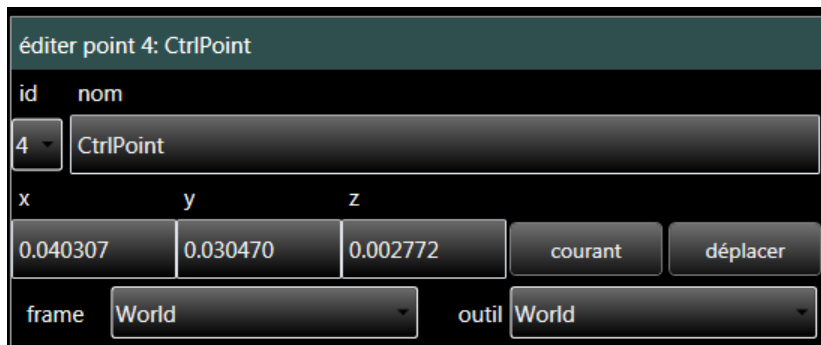 éditer point 4: CtrlPoint
id nom
4 CtrlPoint
x y z
0.040307 0.030470 0.002772 courant déplacer
frame World outil World